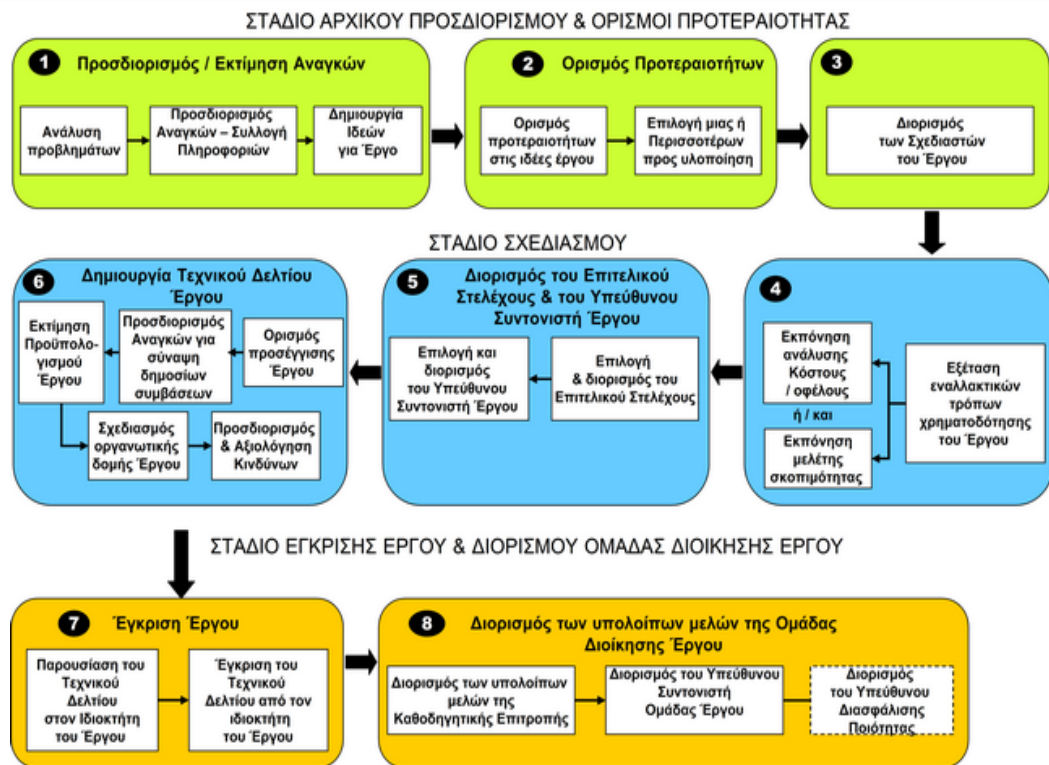 ΣΤΑΔΙΟ ΑΡΧΙΚΟΥ ΠΡΟΣΔΙΟΡΙΣΜΟΥ & ΟΡΙΣΜΟΙ ΠΡΟΤΕΡΑΙΟΤΗΤΑΣ
1 Προσδιορισμός / Εκτίμηση Αναγκών
Ανάλυση
προβλημάτων
Προσδιορισμός
Αναγκών – Συλλογή
Πληροφοριών
Δημιουργία
Ιδεών
για Έργο
2 Ορισμός Προτεραιοτήτων
Ορισμός
προτεραιοτήτων
στις ιδέες έργου
Επιλογή μιας ή
Περισσοτέρων
προς υλοποίηση
3
Διορισμός
των Σχεδιαστών
του Έργου
ΣΤΑΔΙΟ ΣΧΕΔΙΑΣΜΟΥ
4
Εξέταση
εναλλακτικών
τρόπων
χρηματοδότησης
του Έργου
Εκπόνηση
ανάλυσης
Κόστους
/ οφέλους
ή / και
Εκπόνηση
μελέτης
σκοπιμότητας
5 Διορισμός του Επιτελικού
Στελέχους & του Υπεύθυνου
Συντονιστή Έργου
Επιλογή
& διορισμός του
Επιτελικού Στελέχους
Επιλογή και
διορισμός
του Υπεύθυνου
Συντονιστή Έργου
6 Δημιουργία Τεχνικού Δελτίου
Έργου
Ορισμός
προσέγγισης
Έργου
Προσδιορισμός
Αναγκών για
σύναψη
δημοσίων
συμβάσεων
Εκτίμηση
Προϋπολο-
γισμού
Έργου
Σχεδιασμός
οργανωτικής
δομής Έργου
Προσδιορισμός
& Αξιολόγηση
Κινδύνων
ΣΤΑΔΙΟ ΕΓΚΡΙΣΗΣ ΕΡΓΟΥ & ΔΙΟΡΙΣΜΟΥ ΟΜΑΔΑΣ ΔΙΟΙΚΗΣΗΣ ΕΡΓΟΥ
7 Έγκριση Έργου
Παρουσίαση του
Τεχνικού
Δελτίου
στον Ιδιοκτήτη
του Έργου
Έγκριση του
Τεχνικού
Δελτίου από τον
ιδιοκτήτη
του Έργου
8 Διορισμός των υπολοίπων μελών της Ομάδας
Διοίκησης Έργου
Διορισμός των υπολοίπων
μελών της
Καθοδηγητικής Επιτροπής
Διορισμός του Υπεύθυνου
Συντονιστή
Ομάδας Έργου
Διορισμός
του Υπεύθυνου
Διασφάλισης
Ποιότητας